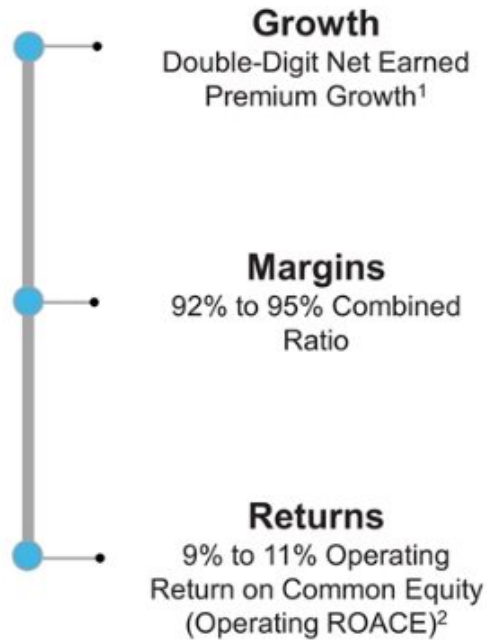 Growth
Double-Digit Net Earned
Premium Growth¹
Margins
92% to 95% Combined
Ratio
Returns
9% to 11% Operating
Return on Common Equity
(Operating ROACE)²